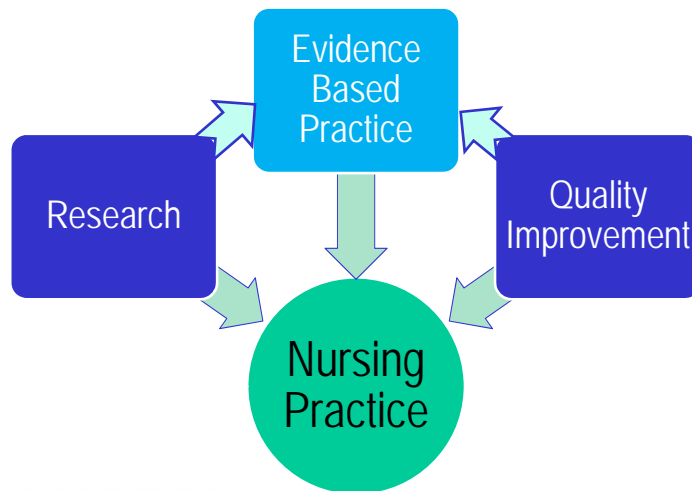 Evidence
Based
Practice
Research
Quality
Improvement
Nursing
Practice